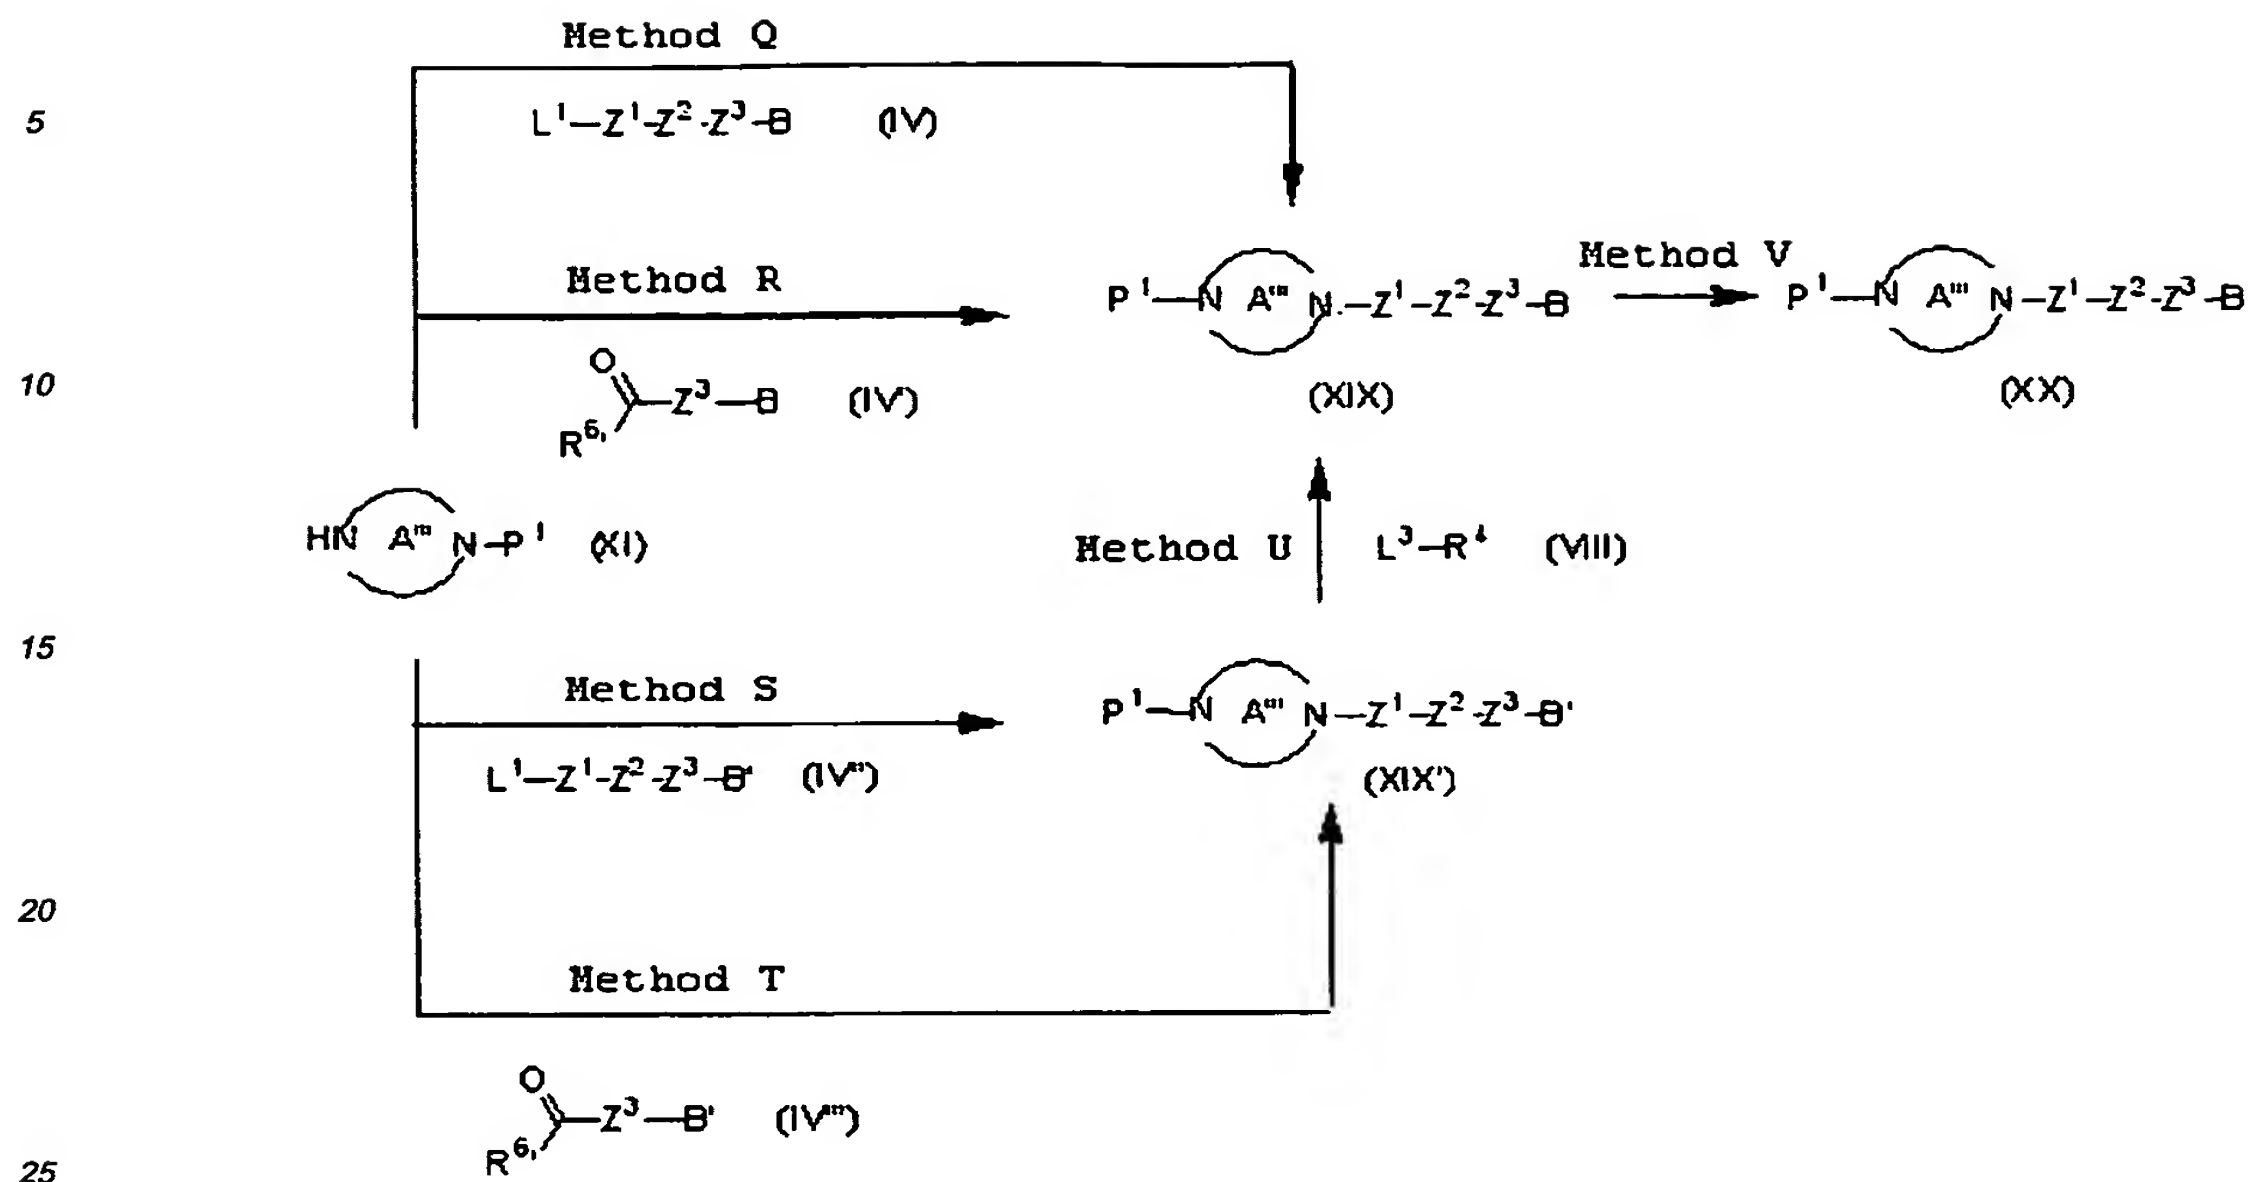 Method Q
5
L¹—Z¹-Z²-Z³-B (IV)
Method R
Method V
P¹—N A''' N—Z¹—Z²-Z³-B
P¹—N A''' N—Z¹—Z²-Z³-B
O
10
Z³—B (IV')
R⁶'
(XIX)
(XX)
HN A''' N-P¹ (XI)
Method U
L³-R⁴ (VIII)
15
Method S
P¹—N A''' N—Z¹-Z²-Z³-B'
L¹—Z¹-Z²-Z³-B' (IV'')
(XIX')
20
Method T
O
Z³—B' (IV''')
R⁶'
25